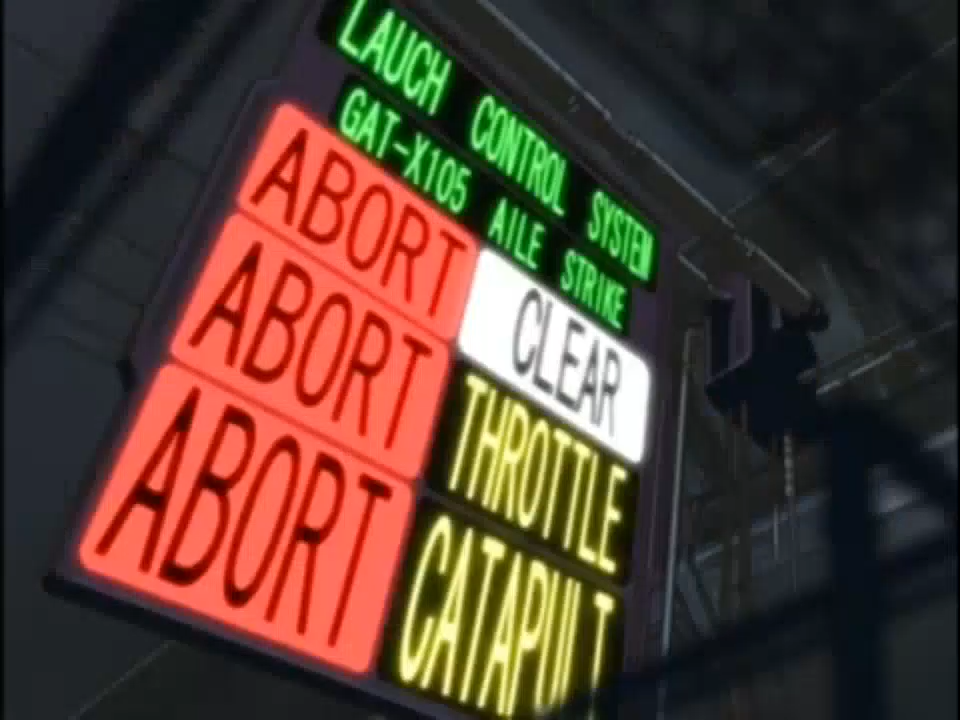 LAUCH CONTROL SYSTEM
GAT-X105 AILE STRIKE
ABORT CLEAR
ABORT THROTTLE
ABORT CATAPULT